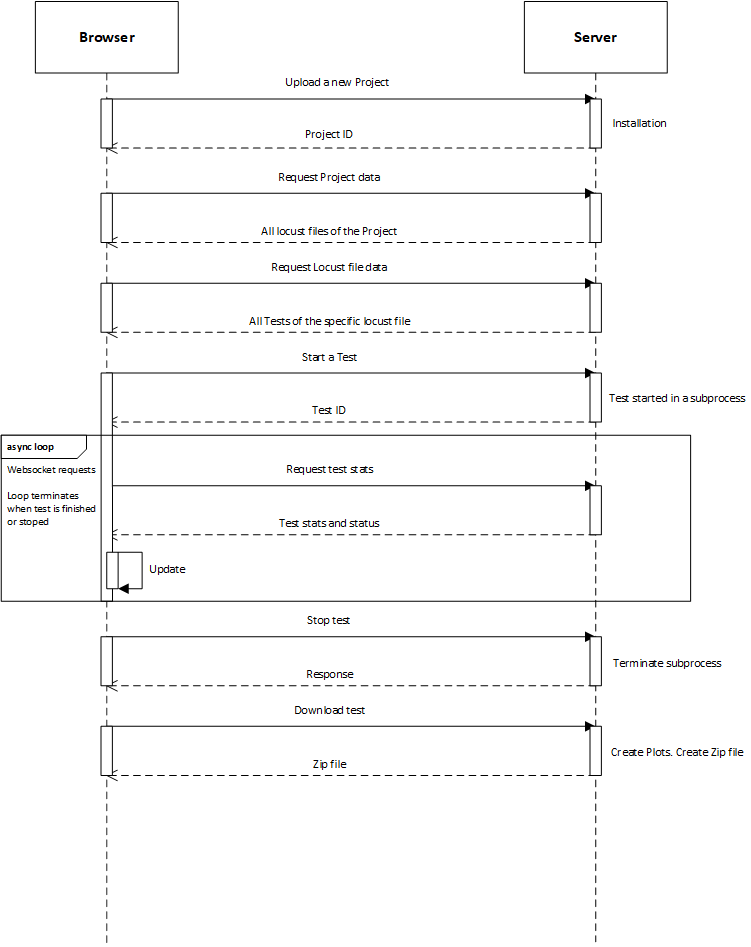 Browser
Server
Upload a new Project
Installation
Project ID
Request Project data
All locust files of the Project
Request Locust file data
All Tests of the specific locust file
Start a Test
Test started in a subprocess
Test ID
async loop
Websocket requests
Loop terminates
when test is finished
or stoped
Request test stats
Test stats and status
Update
Stop test
Terminate subprocess
Response
Download test
Create Plots. Create Zip file
Zip file